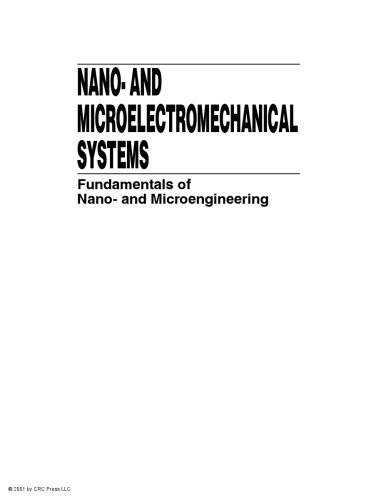 NANO- AND
MICROELECTROMECHANICAL
SYSTEMS
Fundamentals of
Nano- and Microengineering
© 2001 by CRC Press LLC